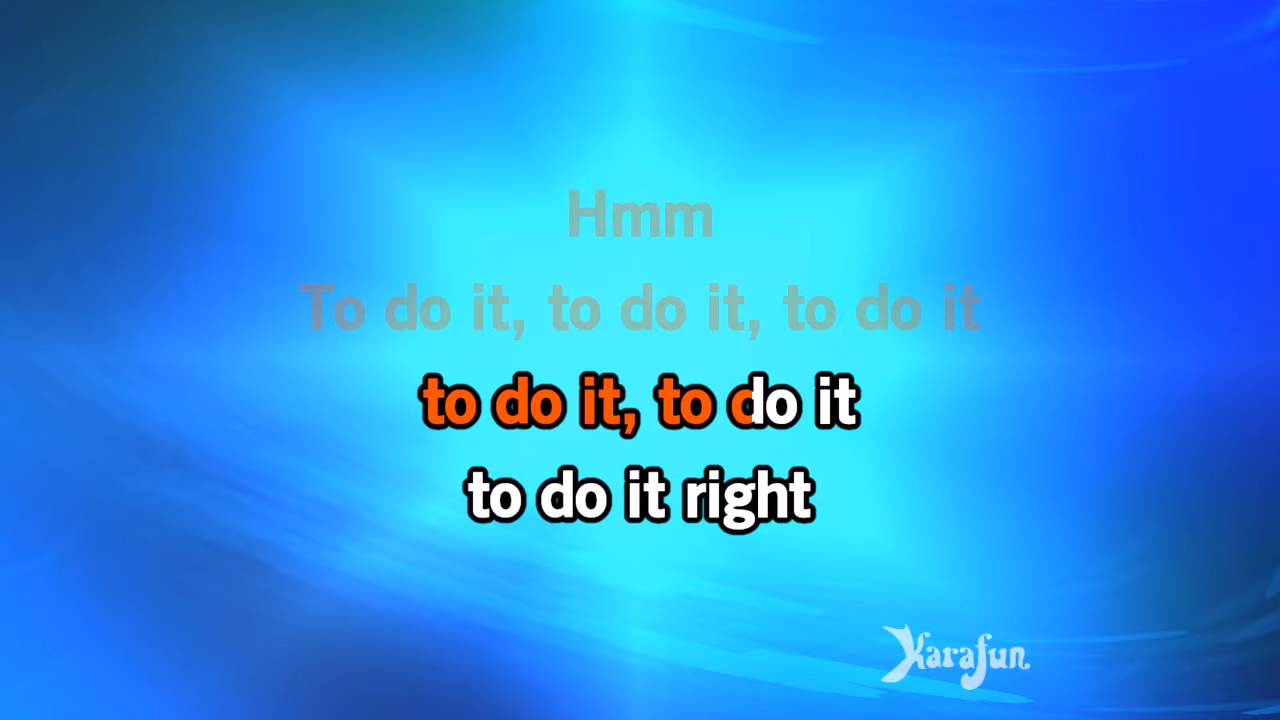 Hmm
To do it, to do it, to do it
to do it, to do it
to do it right
Karafun